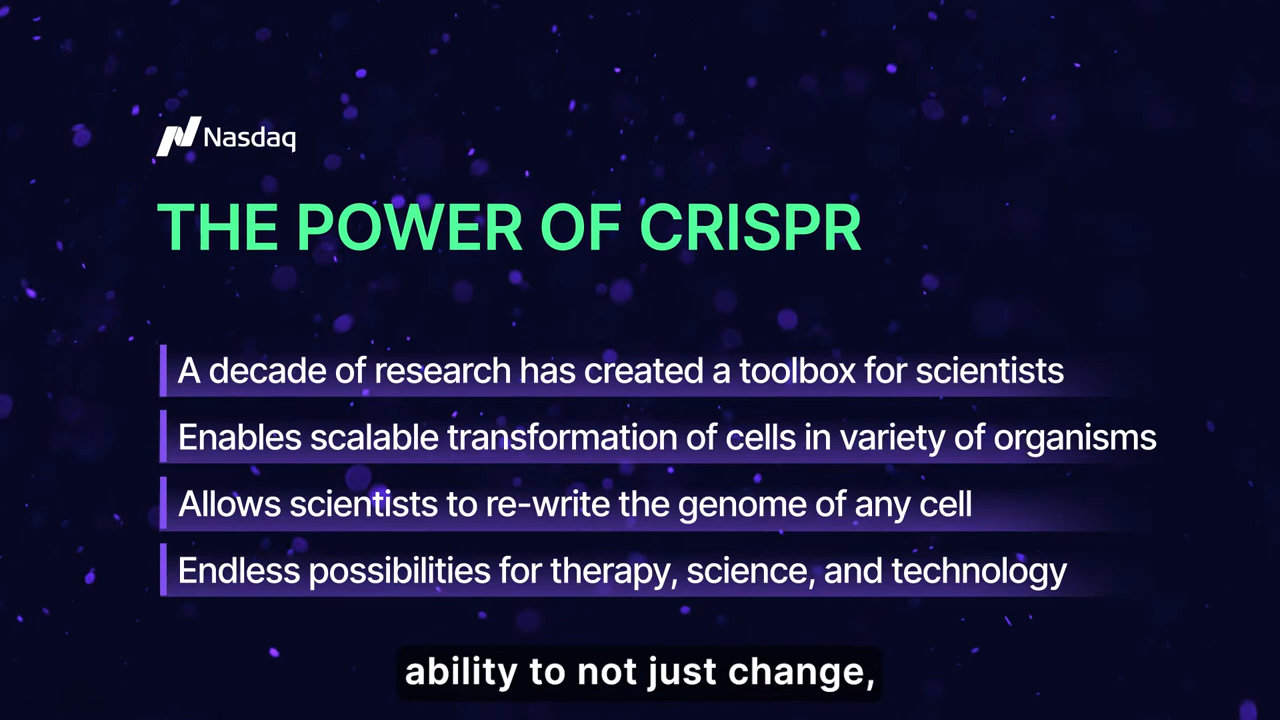 Nasdaq
THE POWER OF CRISPR
A decade of research has created a toolbox for scientists
Enables scalable transformation of cells in variety of organisms
Allows scientists to re-write the genome of any cell
Endless possibilities for therapy, science, and technology
ability to not just change,